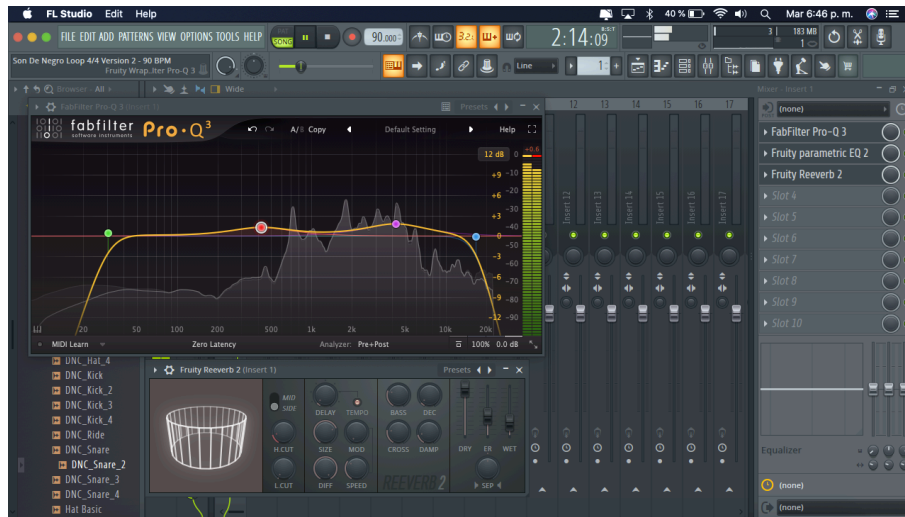 FL Studio Edit Help
40 % Mar 6:46 p. m.
FILE EDIT ADD PATTERNS VIEW OPTIONS TOOLS HELP SONG 90.000 3.2: 2:14:09 B:S:T 3 183 MB
1
Son De Negro Loop 4/4 Version 2 - 90 BPM
Fruity Wrap..lter Pro-Q 3
Line 1
Browser - All Wide Mixer - Insert 1
FabFilter Pro-Q 3 (Insert 1) Presets
12 13 14 15 16 17
(none)
fabfilter
software instruments
Pro·Q3
A/B Copy Default Setting Help
FabFilter Pro-Q 3
Fruity parametric EQ 2
Fruity Reeverb 2
Slot 4
Slot 5
Slot 6
Slot 7
Slot 8
Slot 9
Slot 10
12 dB 0 +0.6
+9 -10
-20
+6 -30
+3 -40
0 -50
-3 -60
-6 -70
-9 -80
-12 -90
Insert 12 Insert 13 Insert 14 Insert 15 Insert 16 Insert 17
20 50 100 200 500 1k 2k 5k 10k 20k
MIDI Learn Zero Latency Analyzer: Pre+Post 100% 0.0 dB
DNC_Hat_4
DNC_Kick
DNC_Kick_2
DNC_Kick_3
DNC_Kick_4
DNC_Ride
DNC_Snare
DNC_Snare_2
DNC_Snare_3
DNC_Snare_4
Hat Basic
Fruity Reeverb 2 (Insert 1) Presets
MID
SIDE
DELAY TEMPO BASS DEC
H.CUT SIZE MOD CROSS DAMP DRY ER WET
L.CUT DIFF SPEED REEVERB 2 SEP
Equalizer
(none)
(none)